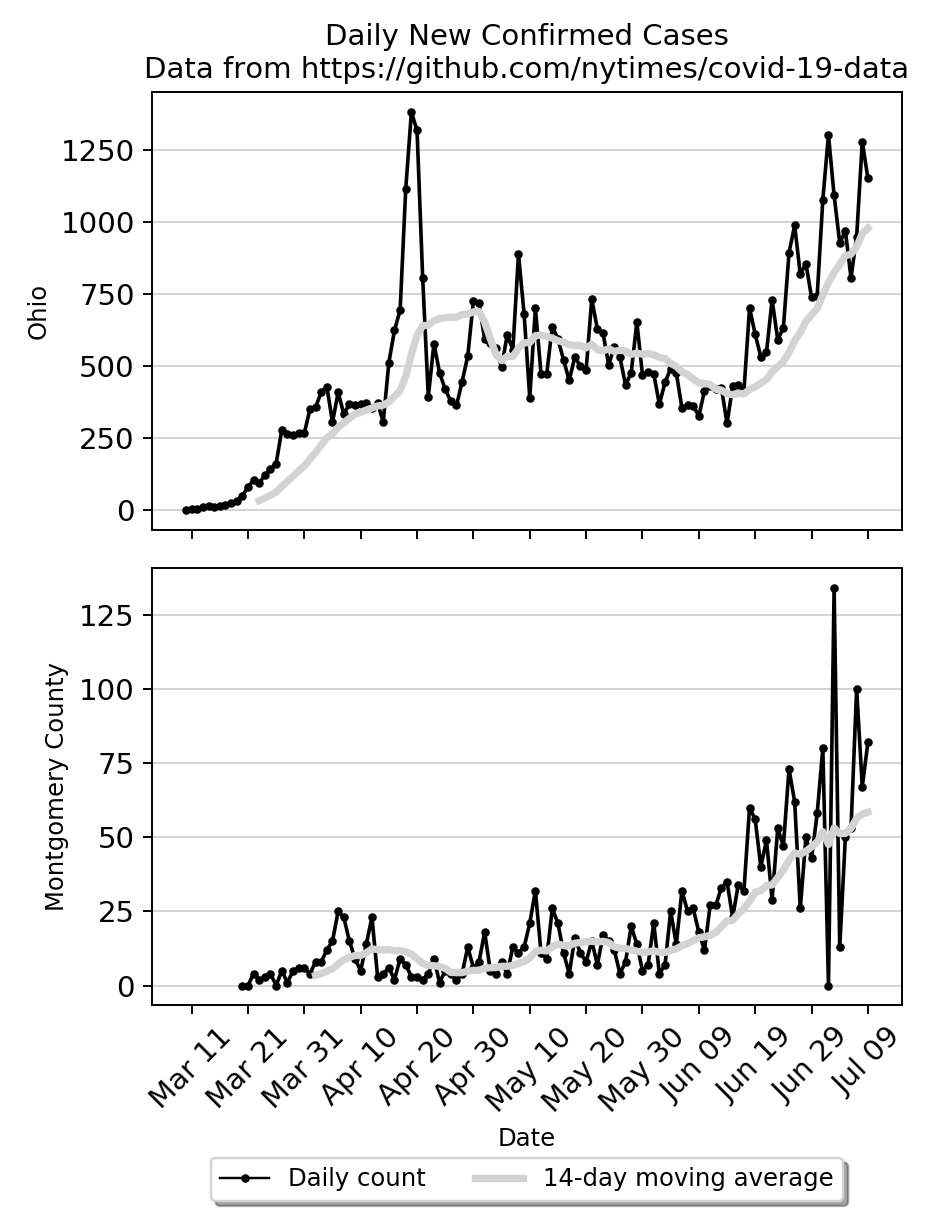 Daily New Confirmed Cases
Data from https://github.com/nytimes/covid-19-data
1250
1000
750
500
250
0
Ohio
125
100
75
50
25
0
Montgomery County
Mar 11
Mar 21
Mar 31
Apr 10
Apr 20
Apr 30
May 10
May 20
May 30
Jun 09
Jun 19
Jun 29
Jul 09
Date
Daily count
14-day moving average